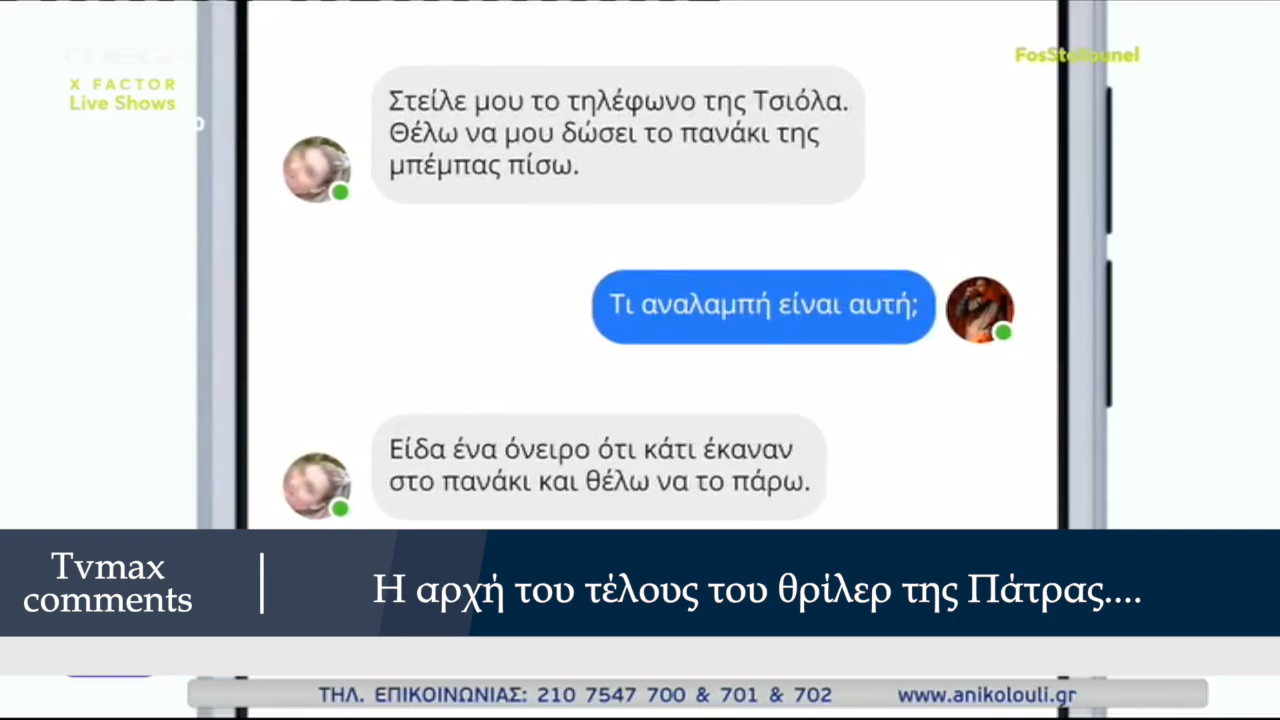 X FACTOR
Live Shows
FosStoTounel
Στείλε μου το τηλέφωνο της Τσιόλα.
Θέλω να μου δώσει το πανάκι της
μπέμπας πίσω.
Τι αναλαμπή είναι αυτή;
Είδα ένα όνειρο ότι κάτι έκαναν
στο πανάκι και θέλω να το πάρω.
Tvmax
comments
Η αρχή του τέλους του θρίλερ της Πάτρας....
ΤΗΛ. ΕΠΙΚΟΙΝΩΝΙΑΣ: 210 7547 700 & 701 & 702
www.anikolouli.gr